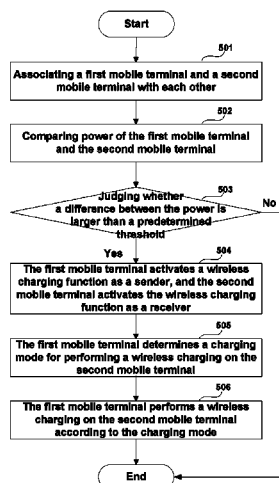 Start
501
Associating a first mobile terminal and a second
mobile terminal with each other
502
Comparing power of the first mobile terminal
and the second mobile terminal
503
Judging whether
a difference between the power is
larger than a predetermined
threshold
No
Yes
504
The first mobile terminal activates a wireless
charging function as a sender, and the second
mobile terminal activates the wireless charging
function as a receiver
505
The first mobile terminal determines a charging
mode for performing a wireless charging on the
second mobile terminal
506
The first mobile terminal performs a wireless
charging on the second mobile terminal
according to the charging mode
End